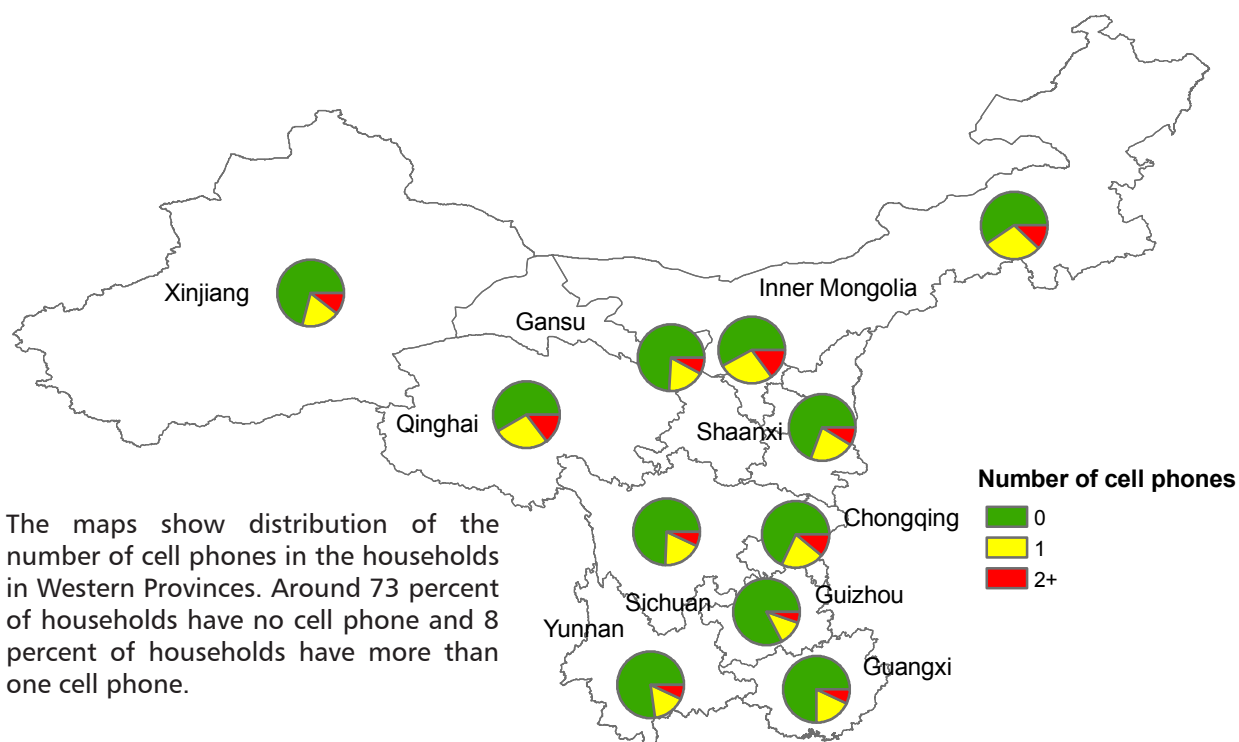 Xinjiang
Gansu
Inner Mongolia
Qinghai
Shaanxi
Number of cell phones
0
1
2+
Chongqing
Sichuan
Guizhou
Yunnan
Guangxi
The maps show distribution of the
number of cell phones in the households
in Western Provinces. Around 73 percent
of households have no cell phone and 8
percent of households have more than
one cell phone.